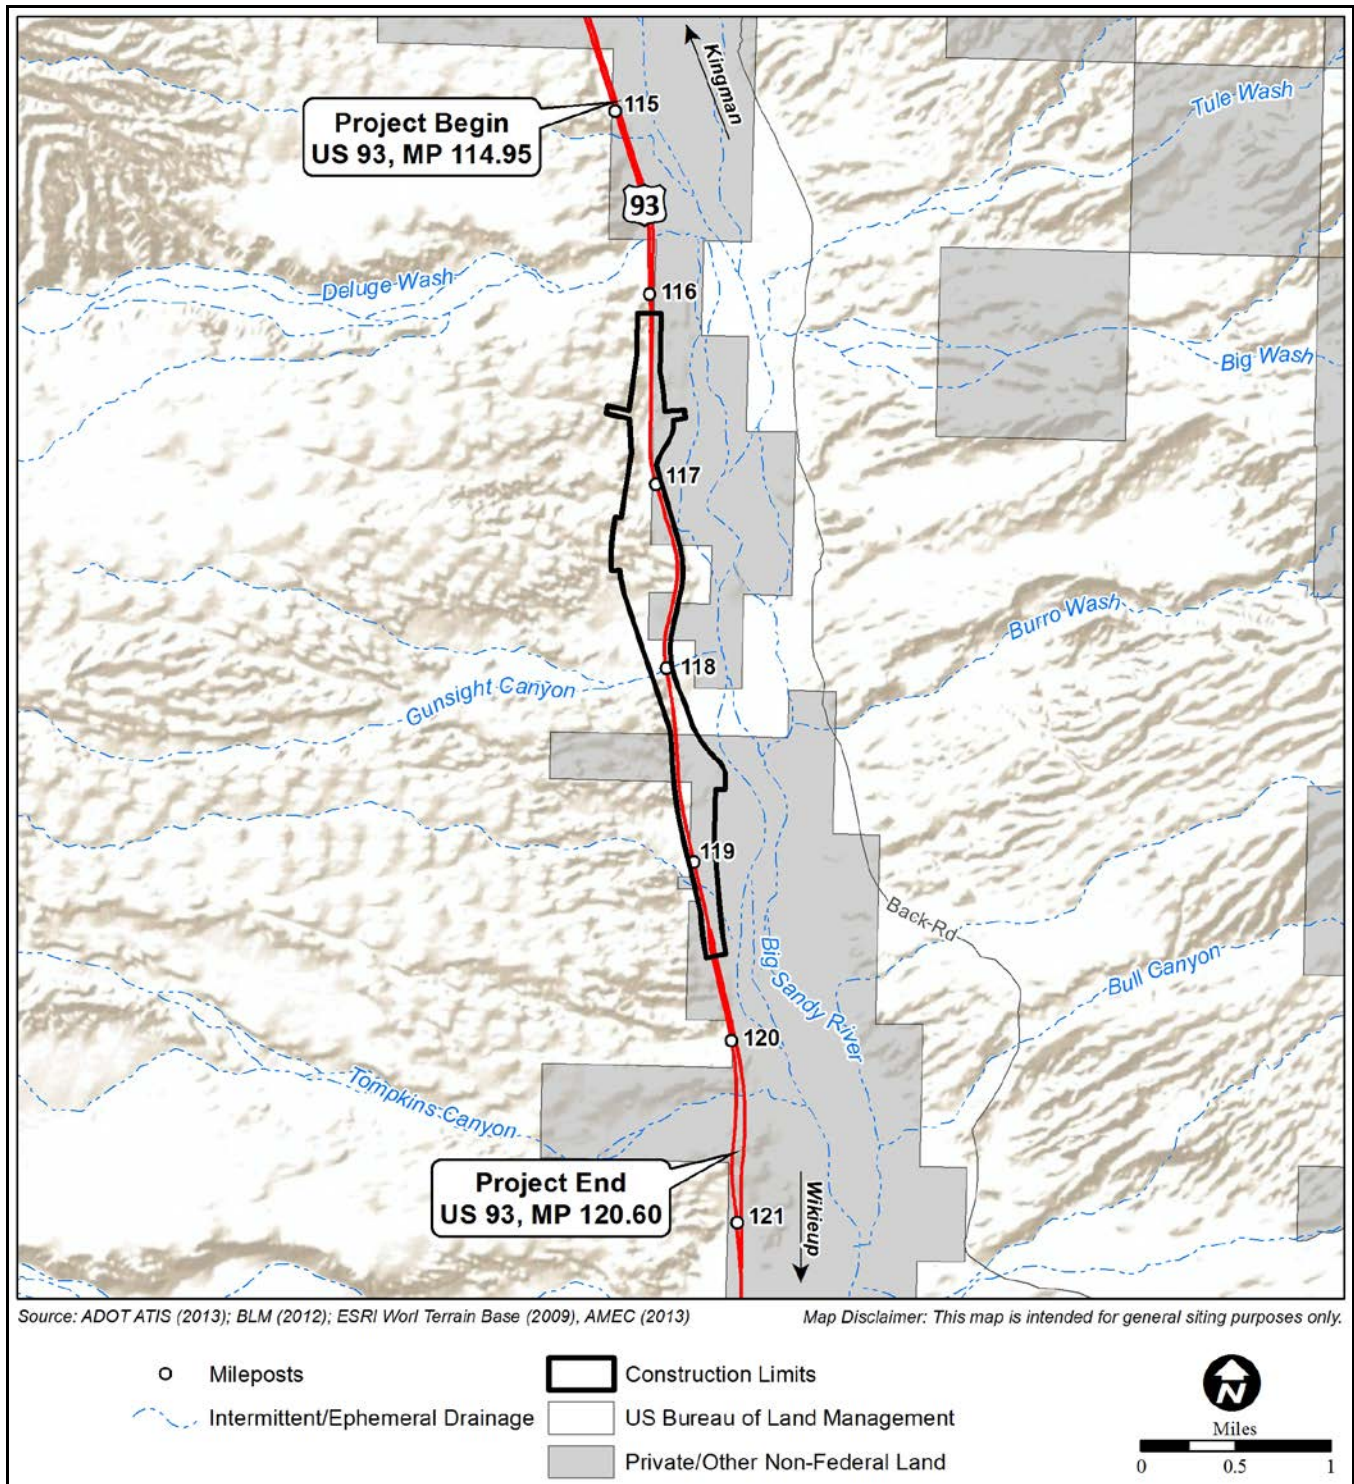 Kingman
115
Project Begin
US 93, MP 114.95
Tule Wash
93
Deluge Wash
116
Big Wash
117
Burro Wash
118
Gunsight Canyon
119
Back Rd
Big Sandy River
Bull Canyon
120
Tompkins Canyon
Project End
US 93, MP 120.60
Wikieup
121
Source: ADOT ATIS (2013); BLM (2012); ESRI Worl Terrain Base (2009), AMEC (2013)
Map Disclaimer: This map is intended for general siting purposes only.
Mileposts
Intermittent/Ephemeral Drainage
Construction Limits
US Bureau of Land Management
Private/Other Non-Federal Land
N
Miles
0 0.5 1